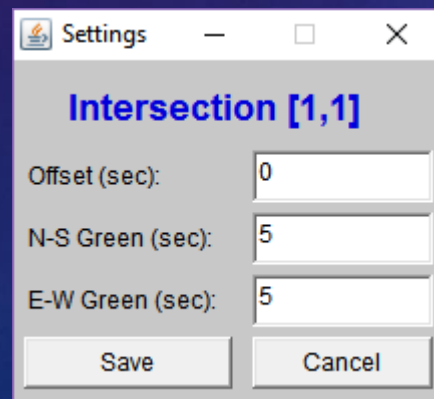 Settings
Intersection [1,1]
Offset (sec): 0
N-S Green (sec): 5
E-W Green (sec): 5
Save Cancel